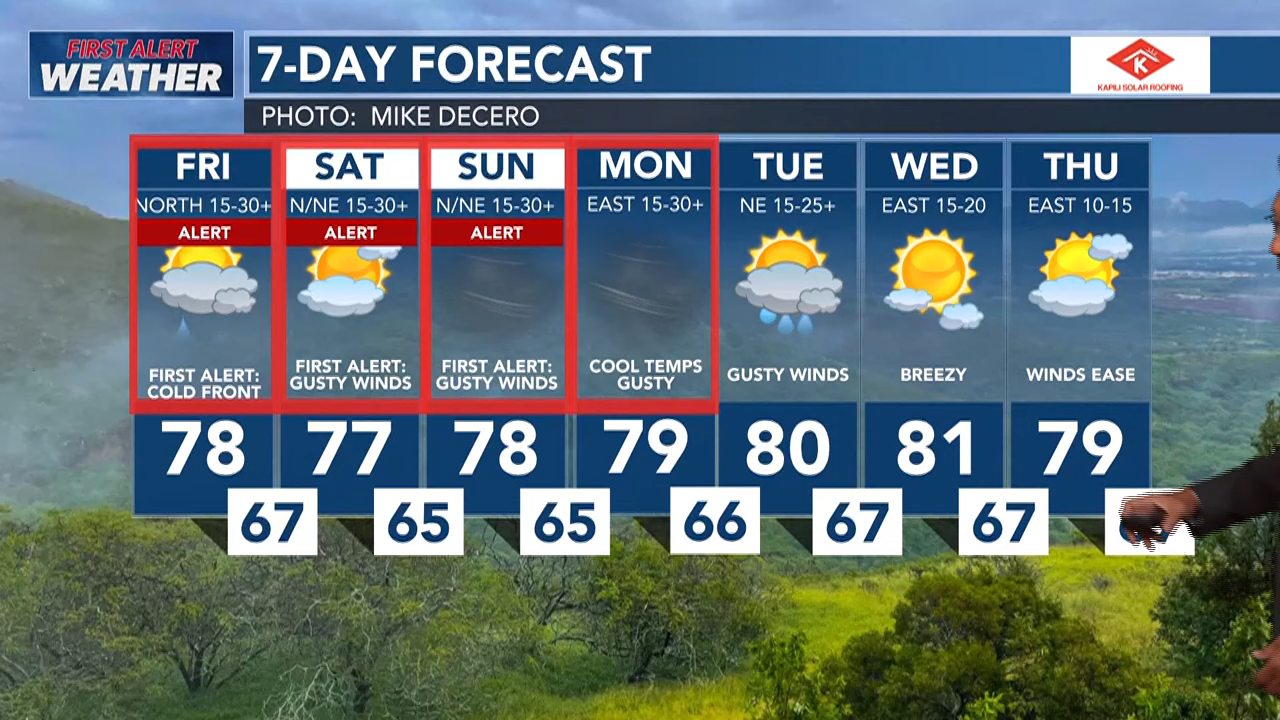 FIRST ALERT
WEATHER
7-DAY FORECAST
K
KAPILI SOLAR ROOFING
PHOTO: MIKE DECERO
FRI
SAT
SUN
MON
TUE
WED
THU
NORTH 15-30+
N/NE 15-30+
N/NE 15-30+
EAST 15-30+
NE 15-25+
EAST 15-20
EAST 10-15
ALERT
ALERT
ALERT
FIRST ALERT:
COLD FRONT
FIRST ALERT:
GUSTY WINDS
FIRST ALERT:
GUSTY WINDS
COOL TEMPS
GUSTY
GUSTY WINDS
BREEZY
WINDS EASE
78
77
78
79
80
81
79
67
65
65
66
67
67